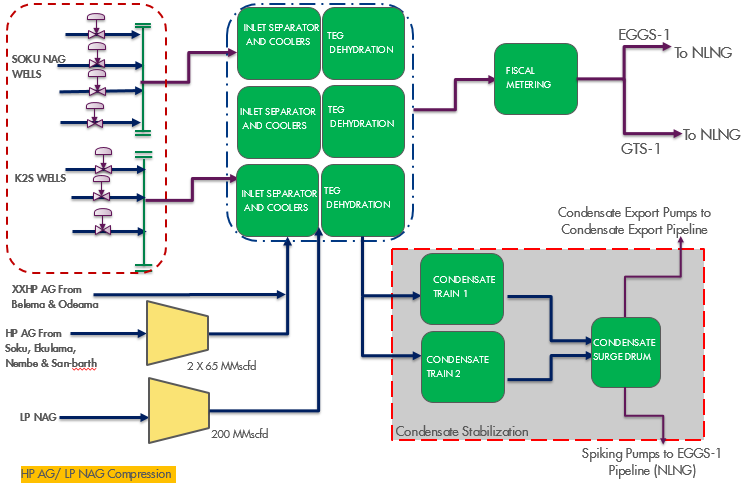 SOKU NAG
WELLS
K2S WELLS
INLET SEPARATOR
AND COOLERS
TEG
DEHYDRATION
INLET SEPARATOR
AND COOLERS
TEG
DEHYDRATION
INLET SEPARATOR
AND COOLERS
TEG
DEHYDRATION
FISCAL
METERING
EGGS-1
To NLNG
To NLNG
GTS-1
Condensate Export Pumps to
Condensate Export Pipeline
XXHP AG From
Belema & Odeama
HP AG From
Soku, Ekulama,
Nembe & San-barth
2 X 65 MMscfd
LP NAG
200 MMscfd
CONDENSATE
TRAIN 1
CONDENSATE
TRAIN 2
CONDENSATE
SURGE DRUM
Condensate Stabilization
Spiking Pumps to EGGS-1
Pipeline (NLNG)
HP AG/ LP NAG Compression